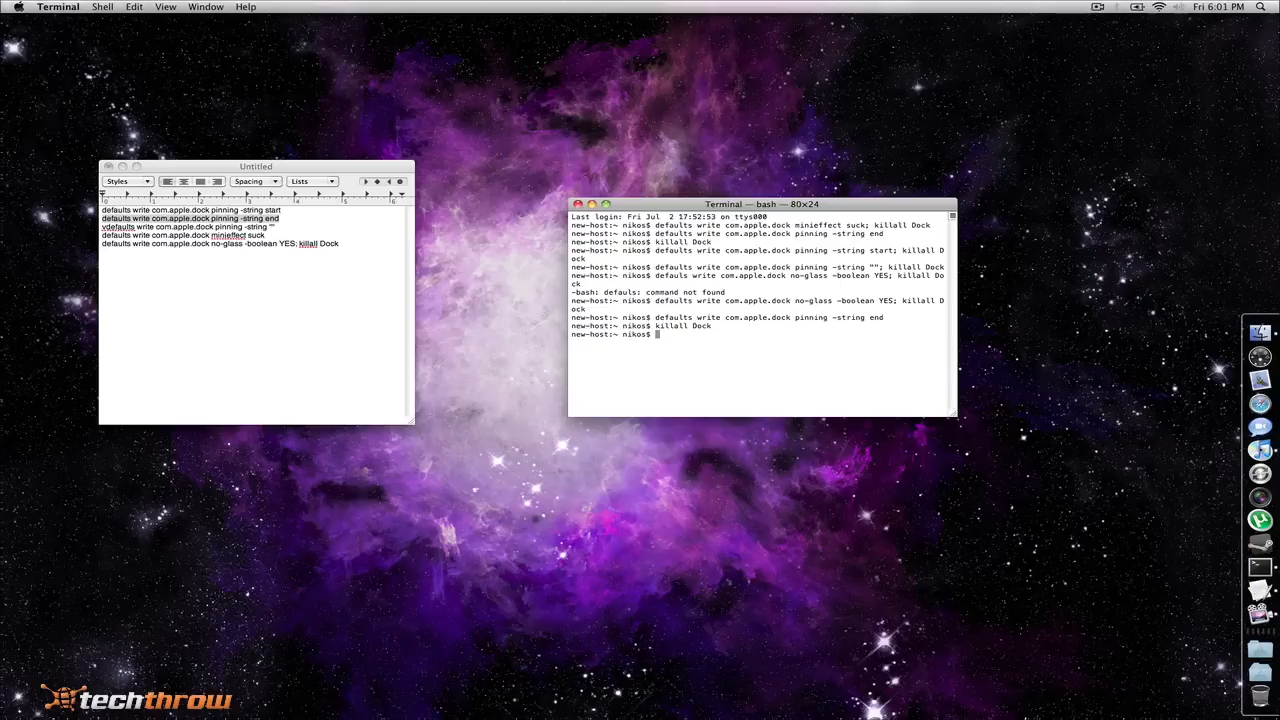 Terminal Shell Edit View Window Help
Fri 6:01 PM
Untitled
Styles Spacing Lists
0 1 2 3 4 5 6
defaults write com.apple.dock pinning -string start
defaults write com.apple.dock pinning -string end
vdefaults write com.apple.dock pinning -string ""
defaults write com.apple.dock minieffect suck
defaults write com.apple.dock no-glass -boolean YES; killall Dock
Terminal — bash — 80×24
Last login: Fri Jul  2 17:52:53 on ttys000
new-host:~ nikos$ defaults write com.apple.dock minieffect suck; killall Dock
new-host:~ nikos$ defaults write com.apple.dock pinning -string end
new-host:~ nikos$ killall Dock
new-host:~ nikos$ defaults write com.apple.dock pinning -string start; killall D
ock
new-host:~ nikos$ defaults write com.apple.dock pinning -string ""; killall Dock
new-host:~ nikos$ defauls write com.apple.dock no-glass -boolean YES; killall Do
ck
-bash: defauls: command not found
new-host:~ nikos$ defaults write com.apple.dock no-glass -boolean YES; killall D
ock
new-host:~ nikos$ defaults write com.apple.dock pinning -string end
new-host:~ nikos$ killall Dock
new-host:~ nikos$
techthrow